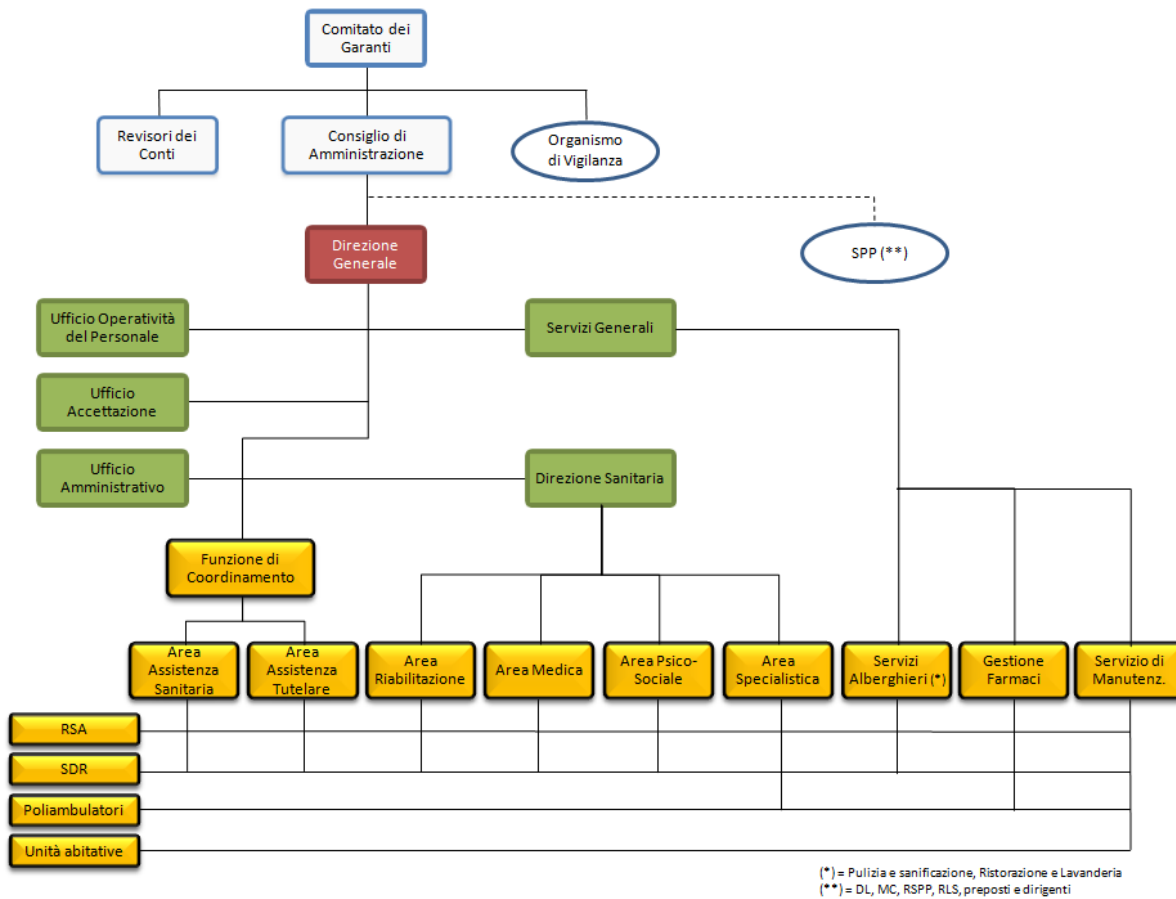 Comitato dei
Garanti
Revisori dei
Conti
Consiglio di
Amministrazione
Organismo
di Vigilanza
Direzione
Generale
SPP (**)
Ufficio Operatività
del Personale
Servizi Generali
Ufficio
Accettazione
Ufficio
Amministrativo
Direzione Sanitaria
Funzione di
Coordinamento
Area
Assistenza
Sanitaria
Area
Assistenza
Tutelare
Area
Riabilitazione
Area Medica
Area Psico-
Sociale
Area
Specialistica
Servizi
Alberghieri (*)
Gestione
Farmaci
Servizio di
Manutenz.
RSA
SDR
Poliambulatori
Unità abitative
(*) = Pulizia e sanificazione, Ristorazione e Lavanderia
(**) = DL, MC, RSPP, RLS, preposti e dirigenti